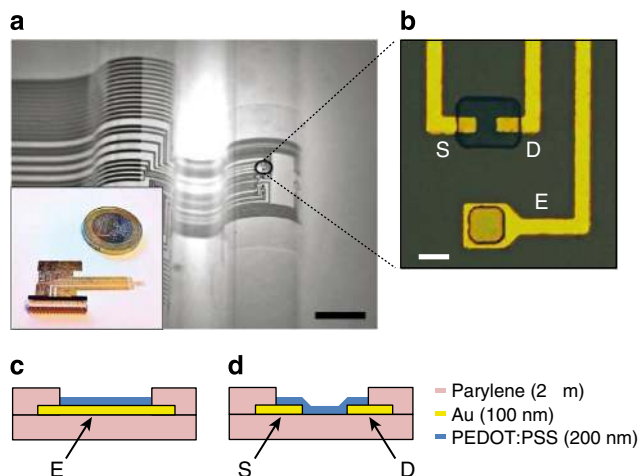 a
b
S
D
E
c
d
E
S
D
Parylene (2 m)
Au (100 nm)
PEDOT:PSS (200 nm)